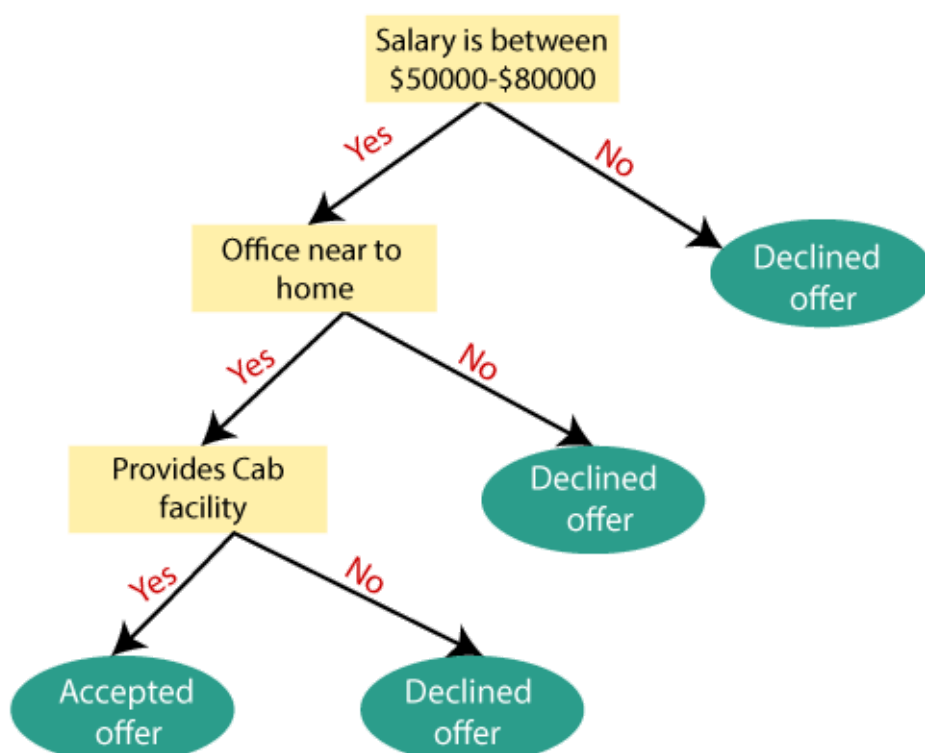 Salary is between
$50000-$80000
Yes
No
Office near to
home
Declined
offer
Yes
No
Provides Cab
facility
Declined
offer
Yes
No
Accepted
offer
Declined
offer